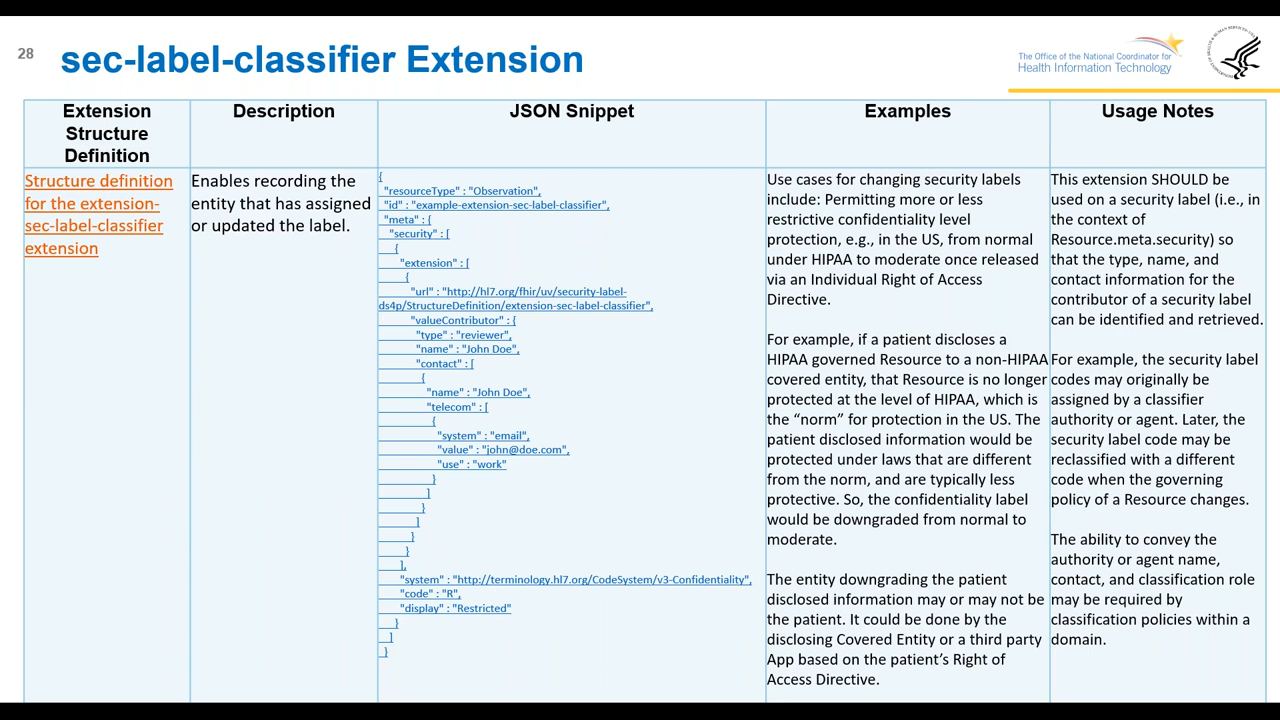 28
sec-label-classifier Extension
The Office of the National Coordinator for
Health Information Technology
Extension
Structure
Definition
Description
JSON Snippet
Examples
Usage Notes
Structure definition
for the extension-
sec-label-classifier
extension
Enables recording the
entity that has assigned
or updated the label.
{
"resourceType" : "Observation",
"id" : "example-extension-sec-label-classifier",
"meta" : {
"security" : [
{
"extension" : [
{
"url" : "http://hl7.org/fhir/uv/security-label-
ds4p/StructureDefinition/extension-sec-label-classifier",
"valueContributor" : {
"type" : "reviewer",
"name" : "John Doe",
"contact" : [
{
"name" : "John Doe",
"telecom" : [
{
"system" : "email",
"value" : "john@doe.com",
"use" : "work"
}
]
}
]
}
}
],
"system" : "http://terminology.hl7.org/CodeSystem/v3-Confidentiality",
"code" : "R",
"display" : "Restricted"
}
]
}
Use cases for changing security labels
include: Permitting more or less
restrictive confidentiality level
protection, e.g., in the US, from normal
under HIPAA to moderate once released
via an Individual Right of Access
Directive.
For example, if a patient discloses a
HIPAA governed Resource to a non-HIPAA
covered entity, that Resource is no longer
protected at the level of HIPAA, which is
the “norm” for protection in the US. The
patient disclosed information would be
protected under laws that are different
from the norm, and are typically less
protective. So, the confidentiality label
would be downgraded from normal to
moderate.
The entity downgrading the patient
disclosed information may or may not be
the patient. It could be done by the
disclosing Covered Entity or a third party
App based on the patient’s Right of
Access Directive.
This extension SHOULD be
used on a security label (i.e., in
the context of
Resource.meta.security) so
that the type, name, and
contact information for the
contributor of a security label
can be identified and retrieved.
For example, the security label
codes may originally be
assigned by a classifier
authority or agent. Later, the
security label code may be
reclassified with a different
code when the governing
policy of a Resource changes.
The ability to convey the
authority or agent name,
contact, and classification role
may be required by
classification policies within a
domain.